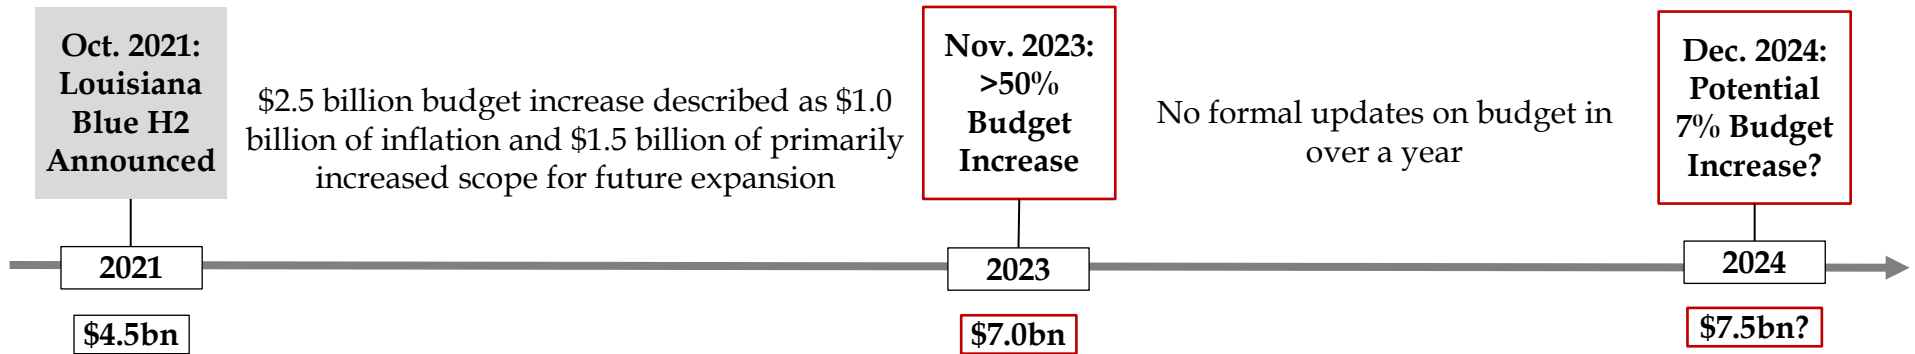 Oct. 2021:
Louisiana
Blue H2
Announced
$2.5 billion budget increase described as $1.0
billion of inflation and $1.5 billion of primarily
increased scope for future expansion
Nov. 2023:
>50%
Budget
Increase
No formal updates on budget in
over a year
Dec. 2024:
Potential
7% Budget
Increase?
2021
2023
2024
$4.5bn
$7.0bn
$7.5bn?